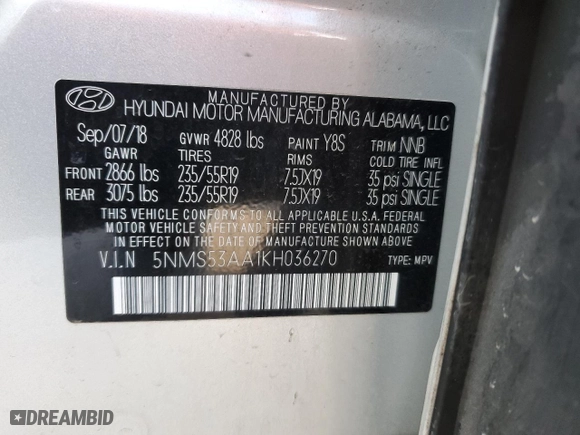 MANUFACTURED BY
HYUNDAI MOTOR MANUFACTURING ALABAMA, LLC
Sep/07/18 GVWR 4828 lbs PAINT Y8S TRIM NNB
GAWR TIRES RIMS COLD TIRE INFL
FRONT 2866 lbs 235/55R19 7.5JX19 35 psi SINGLE
REAR 3075 lbs 235/55R19 7.5JX19 35 psi SINGLE
THIS VEHICLE CONFORMS TO ALL APPLICABLE U.S.A. FEDERAL
MOTOR VEHICLE SAFETY AND THEFT PREVENTION STANDARDS
IN EFFECT ON THE DATE OF MANUFACTURE SHOWN ABOVE.
V.I.N 5NMS53AA1KH036270 TYPE: MPV
DREAMBID